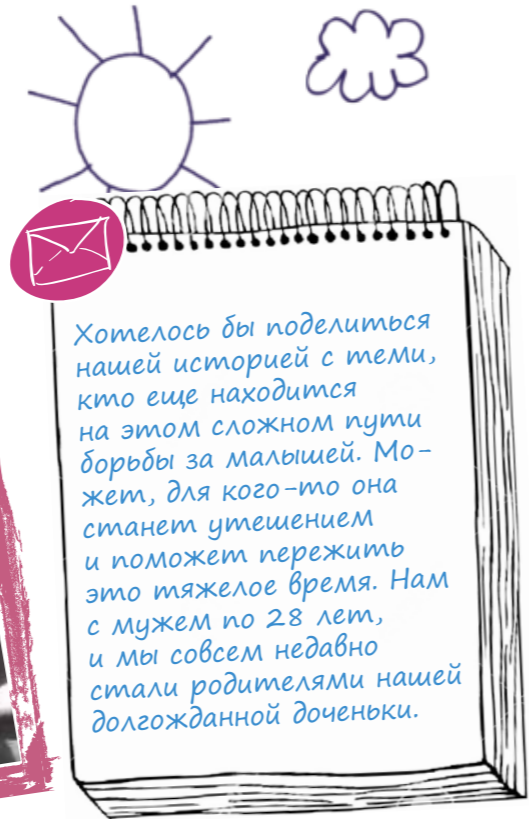 Хотелось бы поделиться
нашей историей с теми,
кто еще находится
на этом сложном пути
борьбы за малышей. Мо-
жет, для кого-то она
станет утешением
и поможет пережить
это тяжелое время. Нам
с мужем по 28 лет,
и мы совсем недавно
стали родителями нашей
долгожданной доченьки.